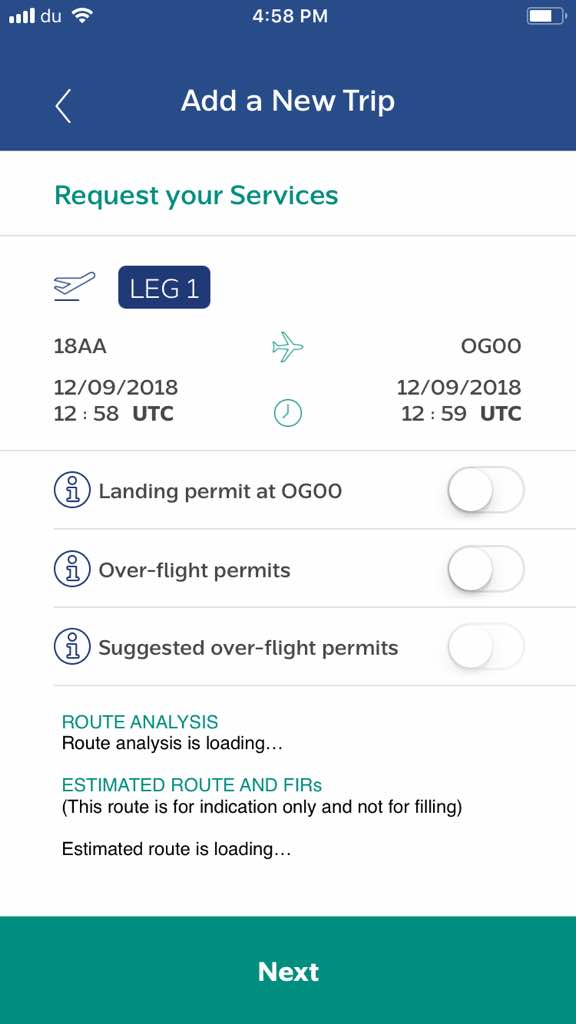 du 4:58 PM
Add a New Trip
Request your Services
LEG 1
18AA OG00
12/09/2018 12/09/2018
12 : 58 UTC 12 : 59 UTC
Landing permit at OG00
Over-flight permits
Suggested over-flight permits
ROUTE ANALYSIS
Route analysis is loading...
ESTIMATED ROUTE AND FIRs
(This route is for indication only and not for filling)
Estimated route is loading...
Next